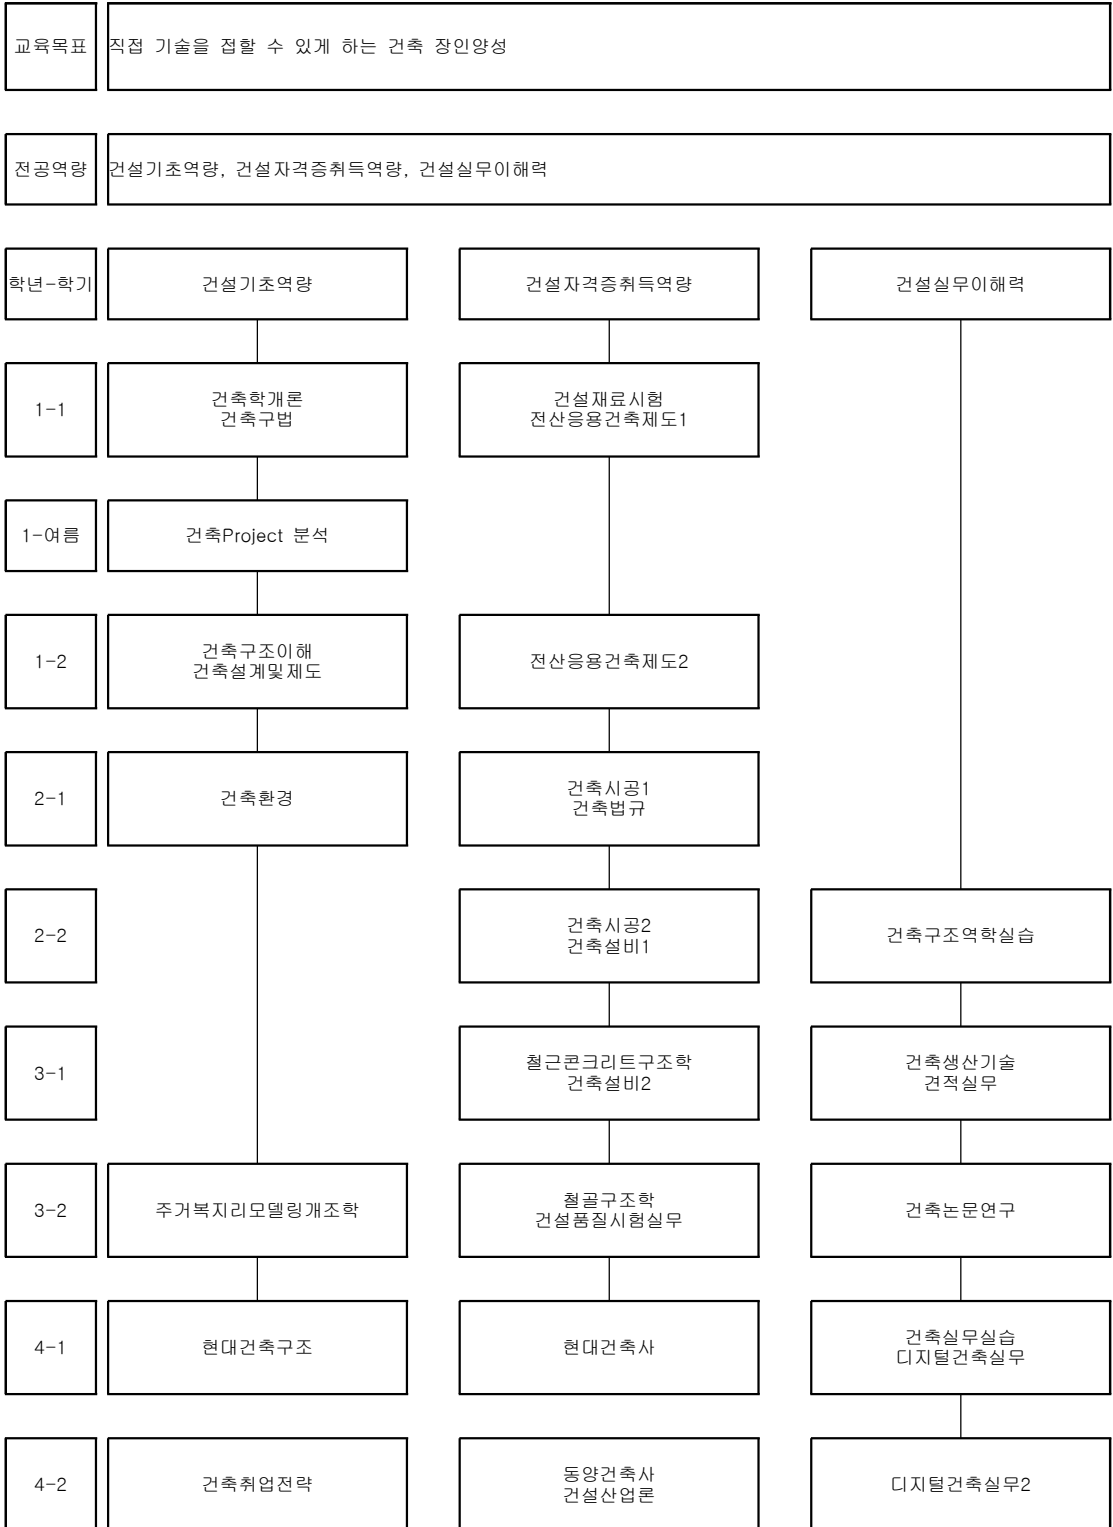 교육목표
직접 기술을 접할 수 있게 하는 건축 장인양성
전공역량
건설기초역량, 건설자격증취득역량, 건설실무이해력
학년-학기
건설기초역량
건설자격증취득역량
건설실무이해력
1-1
건축학개론
건축구법
건설재료시험
전산응용건축제도1
1-여름
건축Project 분석
1-2
건축구조이해
건축설계및제도
전산응용건축제도2
2-1
건축환경
건축시공1
건축법규
2-2
건축시공2
건축설비1
건축구조역학실습
3-1
철근콘크리트구조학
건축설비2
건축생산기술
견적실무
3-2
주거복지리모델링개조학
철골구조학
건설품질시험실무
건축논문연구
4-1
현대건축구조
현대건축사
건축실무실습
디지털건축실무
4-2
건축취업전략
동양건축사
건설산업론
디지털건축실무2